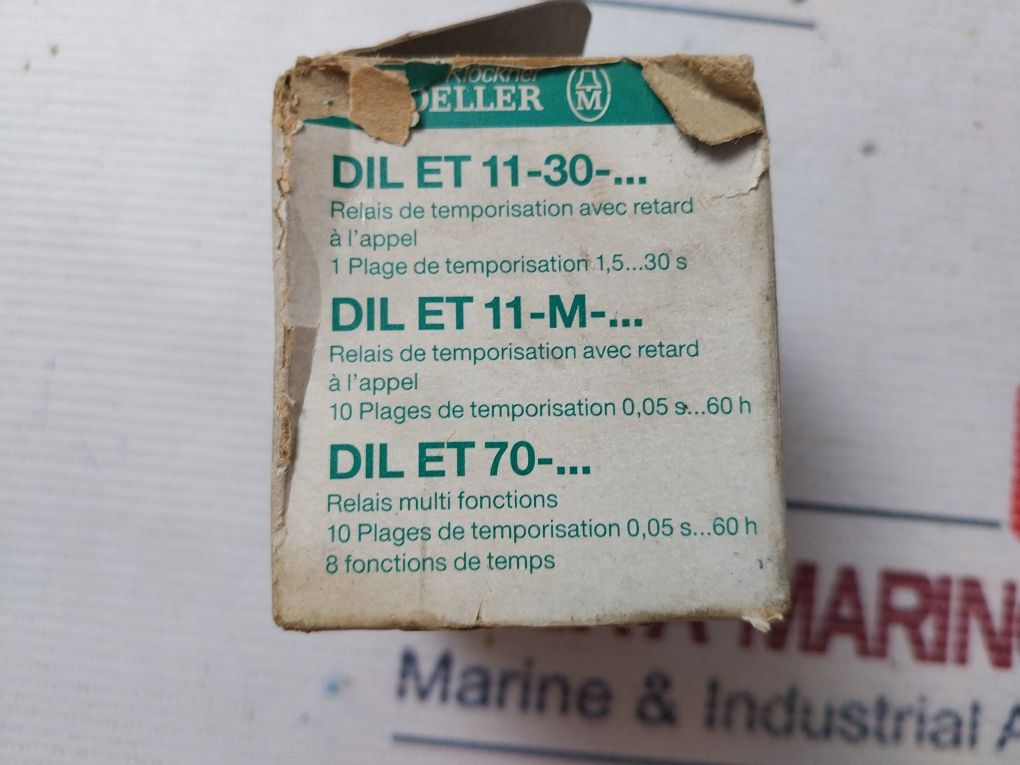 Klöckner
OELLER
M
DIL ET 11-30-...
Relais de temporisation avec retard
à l'appel
1 Plage de temporisation 1,5...30 s
DIL ET 11-M-...
Relais de temporisation avec retard
à l'appel
10 Plages de temporisation 0,05 s...60 h
DIL ET 70-...
Relais multi fonctions
10 Plages de temporisation 0,05 s...60 h
8 fonctions de temps
MARIN
Marine & Industrial A